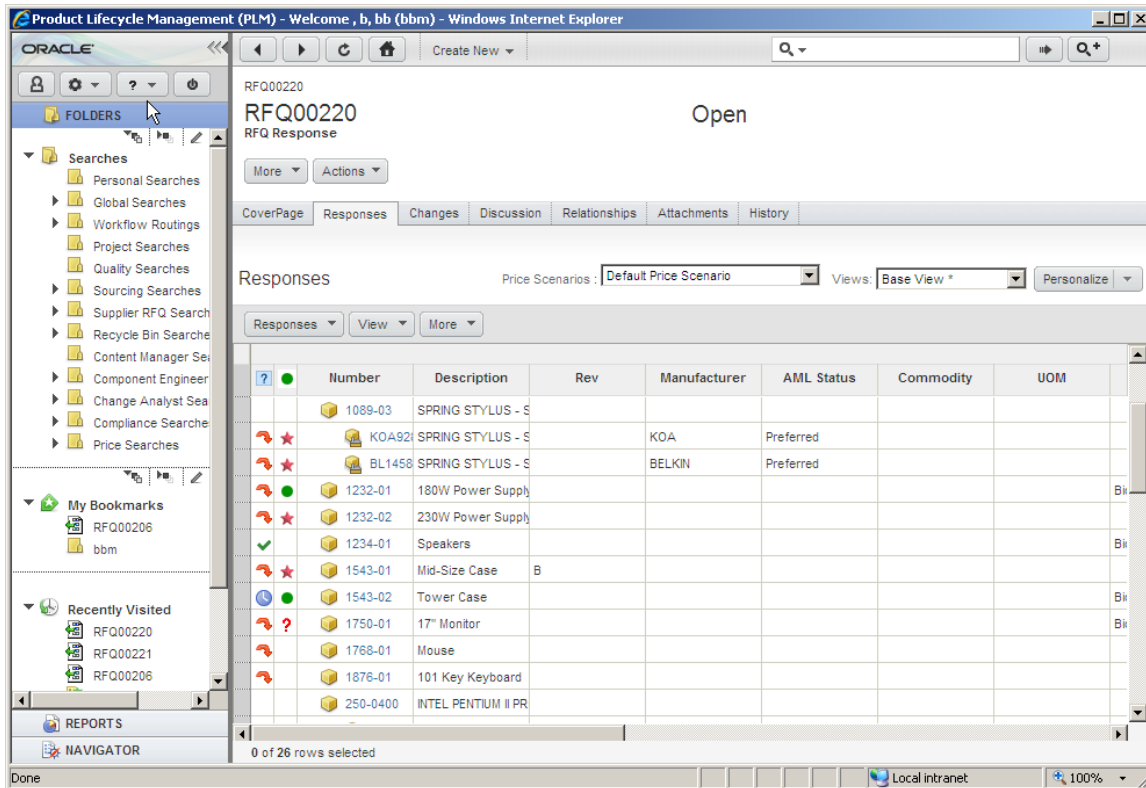 Product Lifecycle Management (PLM) - Welcome , b, bb (bbm) - Windows Internet Explorer
ORACLE
Create New
RFQ00220
RFQ00220
Open
RFQ Response
More
Actions
CoverPage
Responses
Changes
Discussion
Relationships
Attachments
History
Responses
Price Scenarios :
Default Price Scenario
Views:
Base View *
Personalize
Responses
View
More
FOLDERS
Searches
Personal Searches
Global Searches
Workflow Routings
Project Searches
Quality Searches
Sourcing Searches
Supplier RFQ Search
Recycle Bin Searche
Content Manager Sea
Component Engineer
Change Analyst Sea
Compliance Searche
Price Searches
My Bookmarks
RFQ00206
bbm
Recently Visited
RFQ00220
RFQ00221
RFQ00206
REPORTS
NAVIGATOR
? Number Description Rev Manufacturer AML Status Commodity UOM
1089-03 SPRING STYLUS - S
KOA928 SPRING STYLUS - S KOA Preferred
BL1458 SPRING STYLUS - S BELKIN Preferred
1232-01 180W Power Supply Bi
1232-02 230W Power Supply
1234-01 Speakers Bi
1543-01 Mid-Size Case B
1543-02 Tower Case Bi
? 1750-01 17" Monitor Bi
1768-01 Mouse
1876-01 101 Key Keyboard
250-0400 INTEL PENTIUM II PR
0 of 26 rows selected
Done
Local intranet
100%